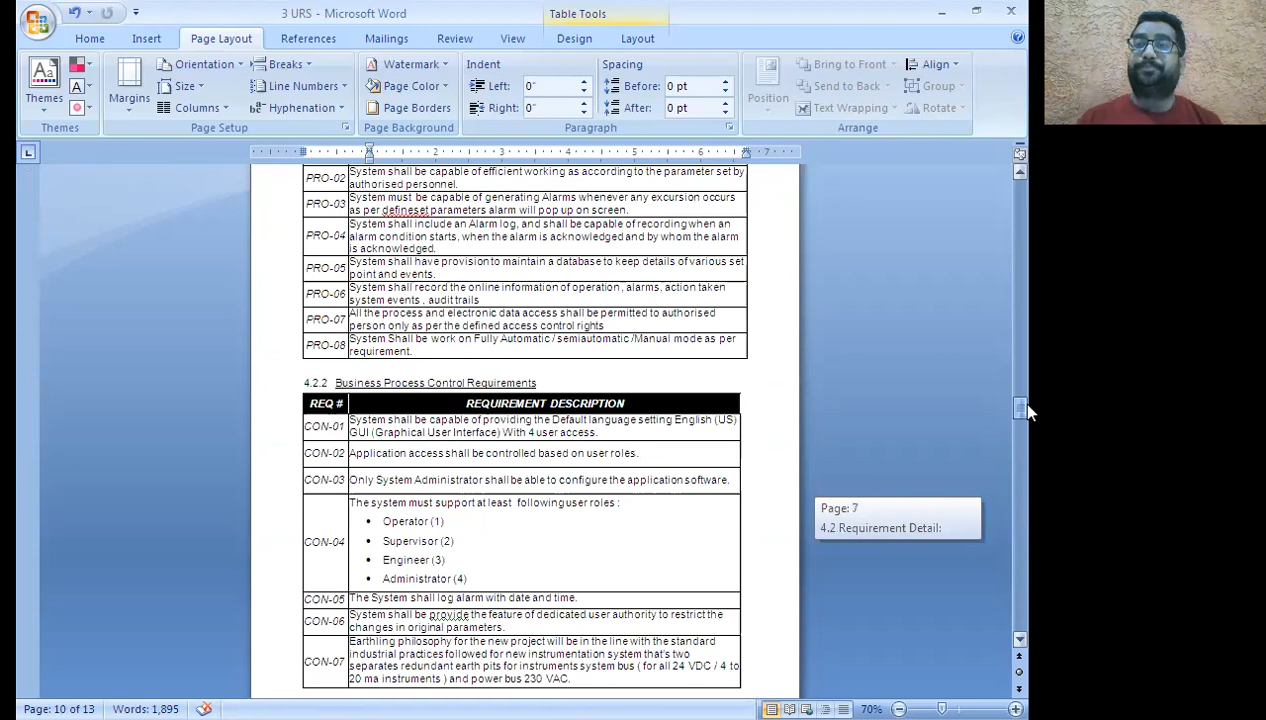 3 URS - Microsoft Word
Table Tools
Home
Insert
Page Layout
References
Mailings
Review
View
Design
Layout
Themes
Margins
Orientation
Size
Columns
Breaks
Line Numbers
Hyphenation
Watermark
Page Color
Page Borders
Indent
Left: 0"
Right: 0"
Spacing
Before: 0 pt
After: 0 pt
Position
Bring to Front
Send to Back
Text Wrapping
Align
Group
Rotate
Themes
Page Setup
Page Background
Paragraph
Arrange
2 3 4 5 6 7
PRO-02 System shall be capable of efficient working as according to the parameter set by
authorised personnel.
PRO-03 System must be capable of generating Alarms whenever any excursion occurs
as per defineset parameters alarm will pop up on screen.
PRO-04 System shall include an Alarm log, and shall be capable of recording when an
alarm condition starts, when the alarm is acknowledged and by whom the alarm
is acknowledged.
PRO-05 System shall have provision to maintain a database to keep details of various set
point and events.
PRO-06 System shall record the online information of operation , alarms, action taken
system events , audit trails
PRO-07 All the process and electronic data access shall be permitted to authorised
person only as per the defined access control rights
PRO-08 System Shall be work on Fully Automatic / semiautomatic /Manual mode as per
requirement.
4.2.2 Business Process Control Requirements
REQ # REQUIREMENT DESCRIPTION
CON-01 System shall be capable of providing the Default language setting English (US)
GUI (Graphical User Interface) With 4 user access.
CON-02 Application access shall be controlled based on user roles.
CON-03 Only System Administrator shall be able to configure the application software.
CON-04 The system must support at least following user roles :
• Operator (1)
• Supervisor (2)
• Engineer (3)
• Administrator (4)
CON-05 The System shall log alarm with date and time.
CON-06 System shall be provide the feature of dedicated user authority to restrict the
changes in original parameters.
CON-07 Earthling philosophy for the new project will be in the line with the standard
industrial practices followed for new instrumentation system that's two
separates redundant earth pits for instruments system bus ( for all 24 VDC / 4 to
20 ma instruments ) and power bus 230 VAC.
Page: 7
4.2.Requirement Detail:
Page: 10 of 13
Words: 1,895
70%